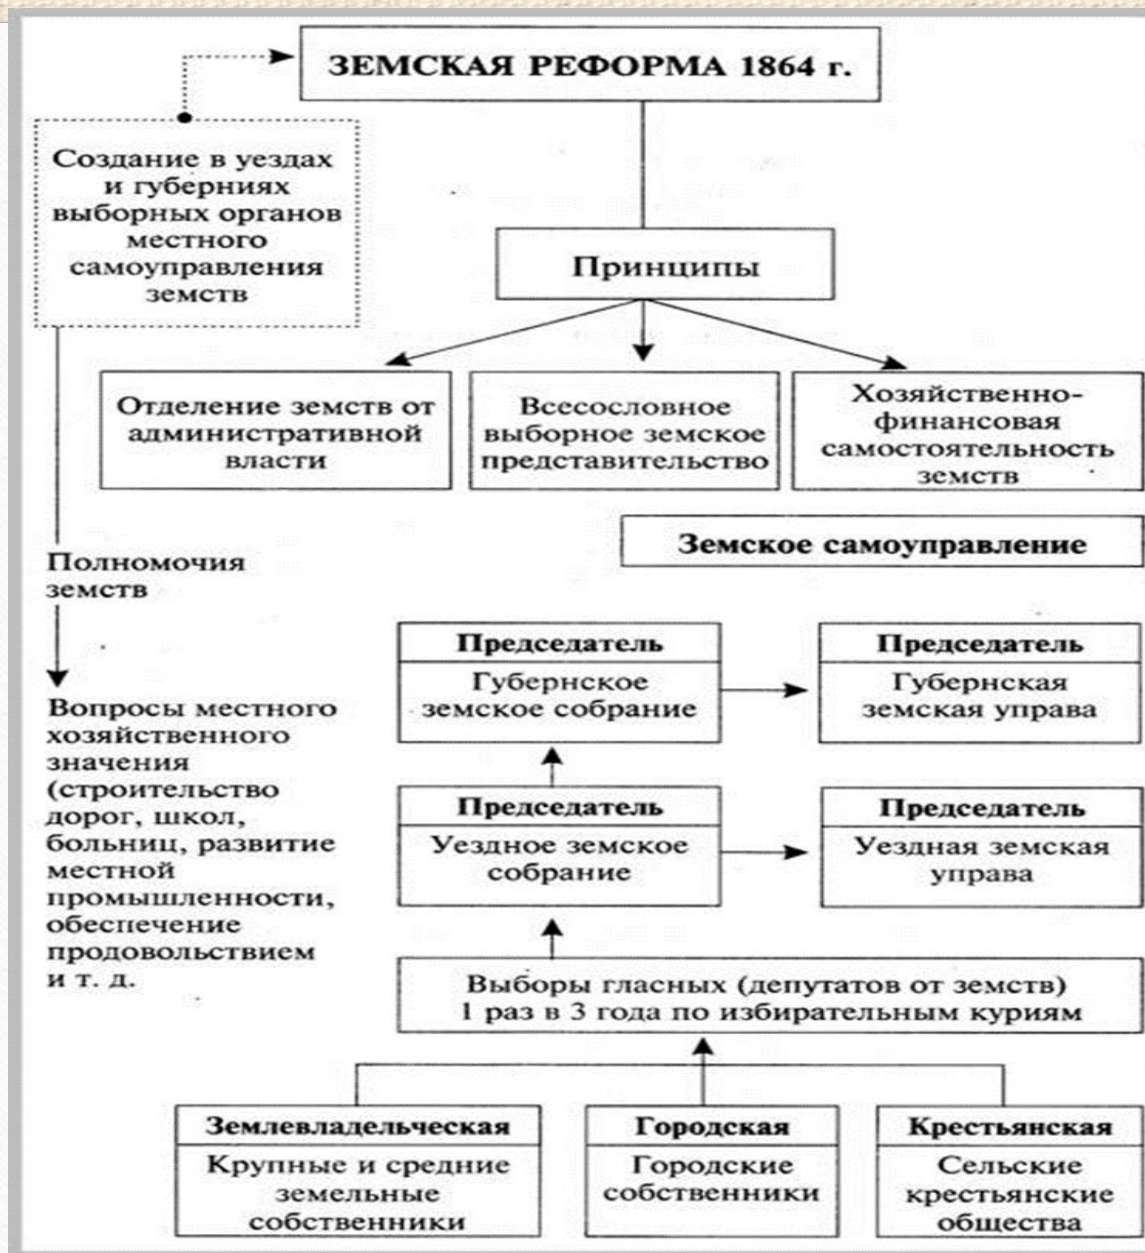 ЗЕМСКАЯ РЕФОРМА 1864 г.
Создание в уездах
и губерниях
выборных органов
местного
самоуправления
земств
Принципы
Отделение земств от
административной
власти
Всесословное
выборное земское
представительство
Хозяйственно-
финансовая
самостоятельность
земств
Земское самоуправление
Полномочия
земств
Вопросы местного
хозяйственного
значения
(строительство
дорог, школ,
больниц, развитие
местной
промышленности,
обеспечение
продовольствием
и т. д.
Председатель
Губернское
земское собрание
Председатель
Губернская
земская управа
Председатель
Уездное земское
собрание
Председатель
Уездная земская
управа
Выборы гласных (депутатов от земств)
1 раз в 3 года по избирательным куриям
Землевладельческая
Крупные и средние
земельные
собственники
Городская
Городские
собственники
Крестьянская
Сельские
крестьянские
общества